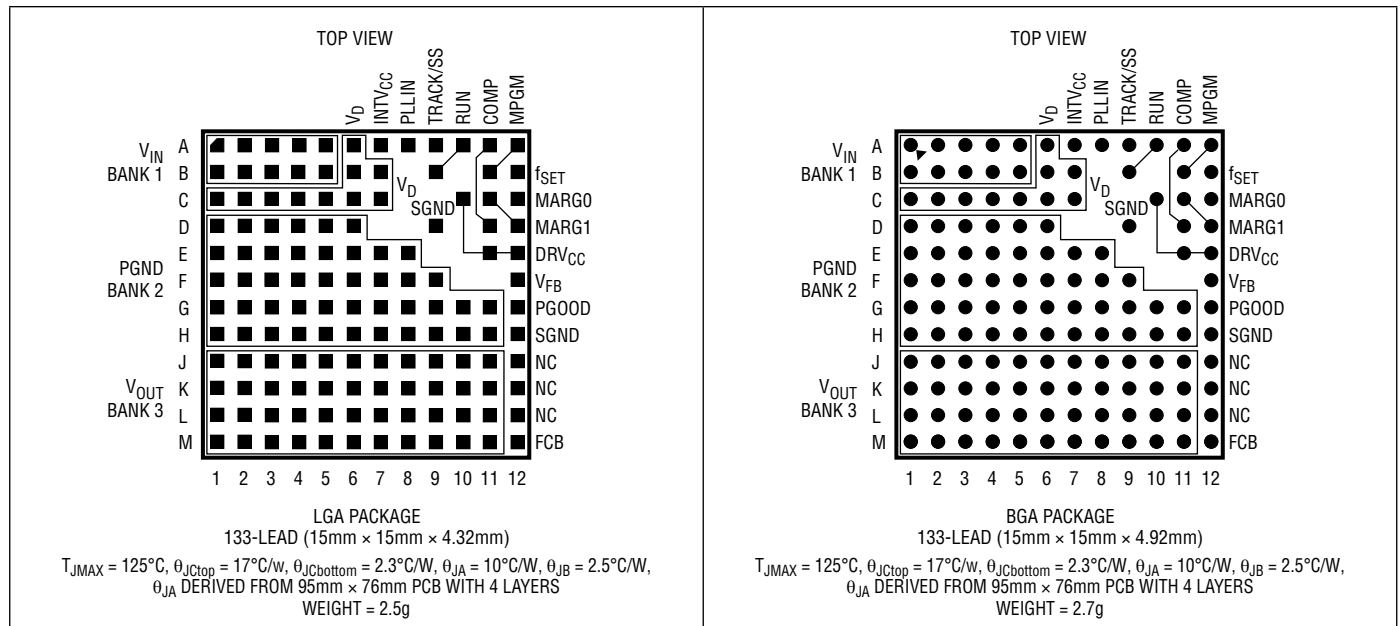 TOP VIEW
V_D INTV_CC PLLIN TRACK/SS RUN COMP MPGM
V_IN
BANK 1
A
B f_SET
C V_D SGND MARG0
D MARG1
PGND
BANK 2
E DRV_CC
F V_FB
G PGOOD
H SGND
V_OUT
BANK 3
J NC
K NC
L NC
M FCB
1 2 3 4 5 6 7 8 9 10 11 12
LGA PACKAGE
133-LEAD (15mm × 15mm × 4.32mm)
T_JMAX = 125°C, θ_JCtop = 17°C/w, θ_JCbottom = 2.3°C/W, θ_JA = 10°C/W, θ_JB = 2.5°C/W,
θ_JA DERIVED FROM 95mm × 76mm PCB WITH 4 LAYERS
WEIGHT = 2.5g
TOP VIEW
V_D INTV_CC PLLIN TRACK/SS RUN COMP MPGM
V_IN
BANK 1
A
B f_SET
C V_D SGND MARG0
D MARG1
PGND
BANK 2
E DRV_CC
F V_FB
G PGOOD
H SGND
V_OUT
BANK 3
J NC
K NC
L NC
M FCB
1 2 3 4 5 6 7 8 9 10 11 12
BGA PACKAGE
133-LEAD (15mm × 15mm × 4.92mm)
T_JMAX = 125°C, θ_JCtop = 17°C/w, θ_JCbottom = 2.3°C/W, θ_JA = 10°C/W, θ_JB = 2.5°C/W,
θ_JA DERIVED FROM 95mm × 76mm PCB WITH 4 LAYERS
WEIGHT = 2.7g